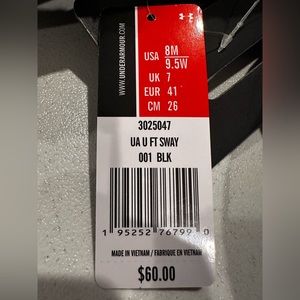 WWW.UNDERARMOUR.COM
USA 8M
9.5W
UK 7
EUR 41
CM 26
3025047
UA U FT SWAY
001 BLK
1 95252 76799 0
MADE IN VIETNAM / FABRIQUE EN VIETNAM
$60.00